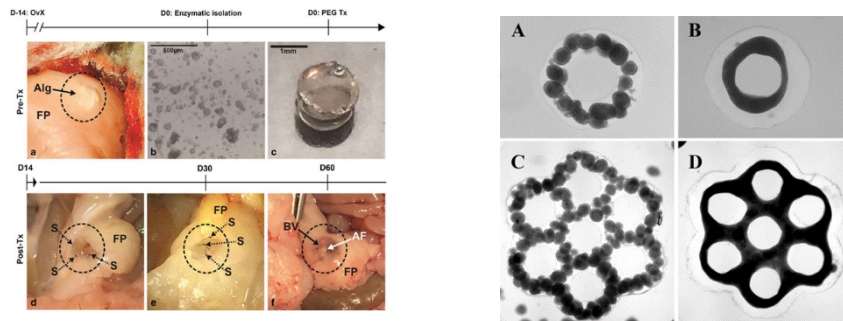 D-14: OvX
D0: Enzymatic isolation
D0: PEG Tx
Pre-Tx
Alg
FP
a
500µm
b
1mm
c
D14
D30
D60
Post-Tx
S
S
S
FP
d
FP
S
S
S
e
BV
AF
FP
f
A
B
C
D